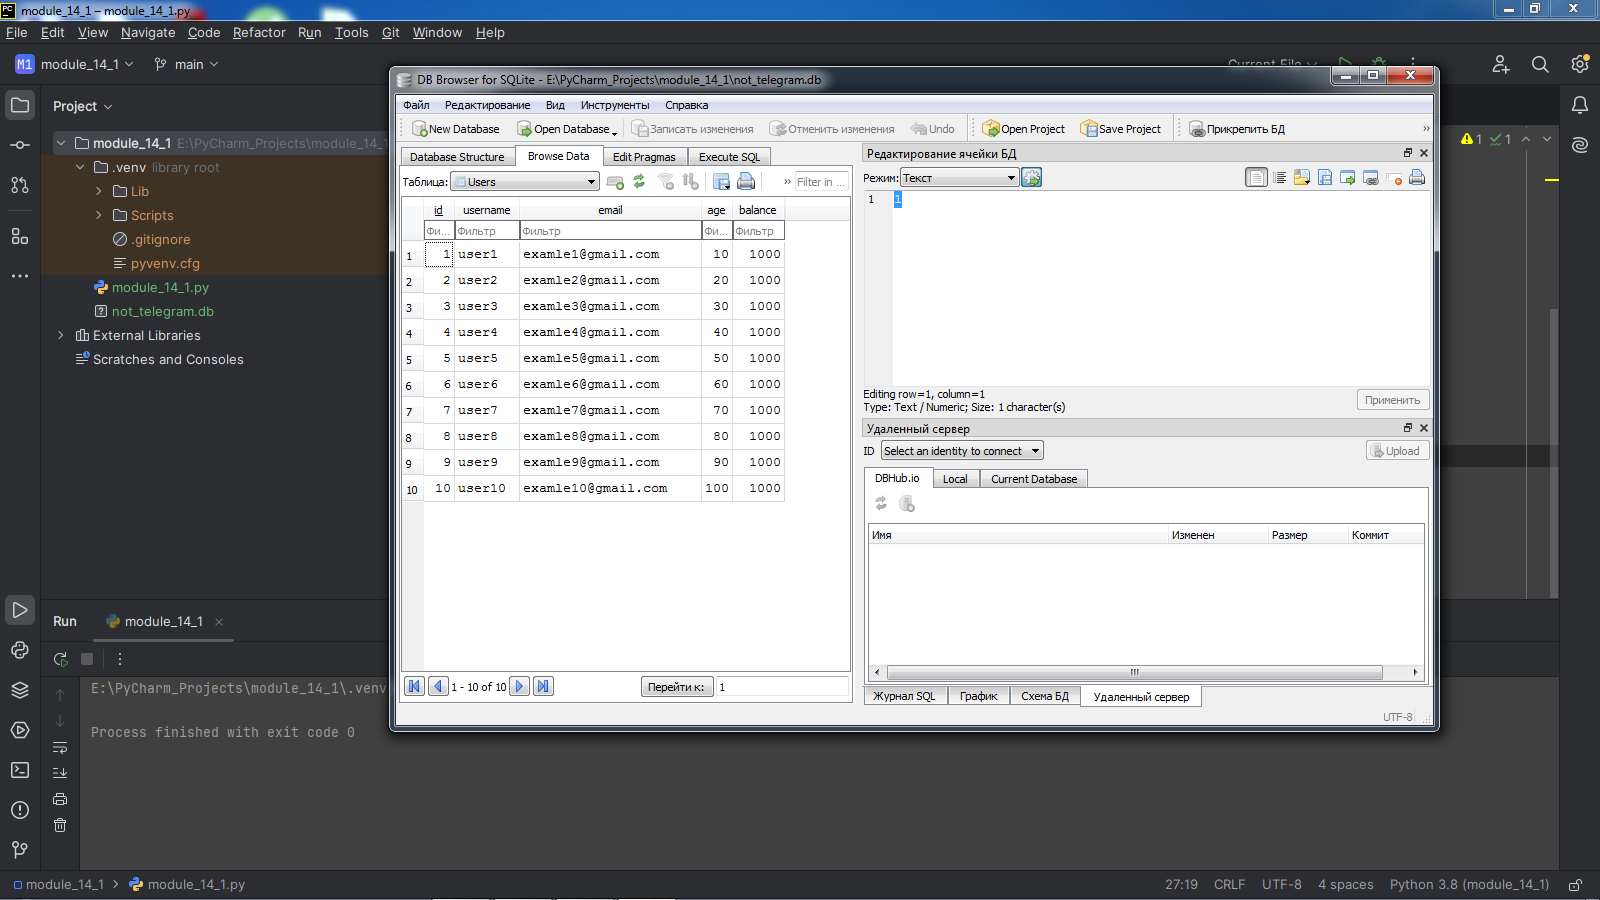 module_14_1 – module_14_1.py
File Edit View Navigate Code Refactor Run Tools Git Window Help
M1 module_14_1 main
Project
module_14_1 E:\PyCharm_Projects\module_14_1
.venv library root
Lib
Scripts
.gitignore
pyvenv.cfg
module_14_1.py
not_telegram.db
External Libraries
Scratches and Consoles
Current File
1 1
DB Browser for SQLite - E:\PyCharm_Projects\module_14_1\not_telegram.db
Файл Редактирование Вид Инструменты Справка
New Database Open Database Записать изменения Отменить изменения Undo Open Project Save Project Прикрепить БД »
Database Structure Browse Data Edit Pragmas Execute SQL
Таблица: Users » Filter in ...
id username email age balance
Фи... Фильтр Фильтр Фи... Фильтр
1 1 user1 examle1@gmail.com 10 1000
2 2 user2 examle2@gmail.com 20 1000
3 3 user3 examle3@gmail.com 30 1000
4 4 user4 examle4@gmail.com 40 1000
5 5 user5 examle5@gmail.com 50 1000
6 6 user6 examle6@gmail.com 60 1000
7 7 user7 examle7@gmail.com 70 1000
8 8 user8 examle8@gmail.com 80 1000
9 9 user9 examle9@gmail.com 90 1000
10 10 user10 examle10@gmail.com 100 1000
1 - 10 of 10 Перейти к: 1
Редактирование ячейки БД
Режим: Текст
1 1
Editing row=1, column=1
Type: Text / Numeric; Size: 1 character(s)
Применить
Удаленный сервер
ID Select an identity to connect Upload
DBHub.io Local Current Database
Имя Изменен Размер Коммит
Журнал SQL График Схема БД Удаленный сервер
UTF-8
Run module_14_1
E:\PyCharm_Projects\module_14_1\.venv
Process finished with exit code 0
module_14_1 > module_14_1.py
27:19 CRLF UTF-8 4 spaces Python 3.8 (module_14_1)